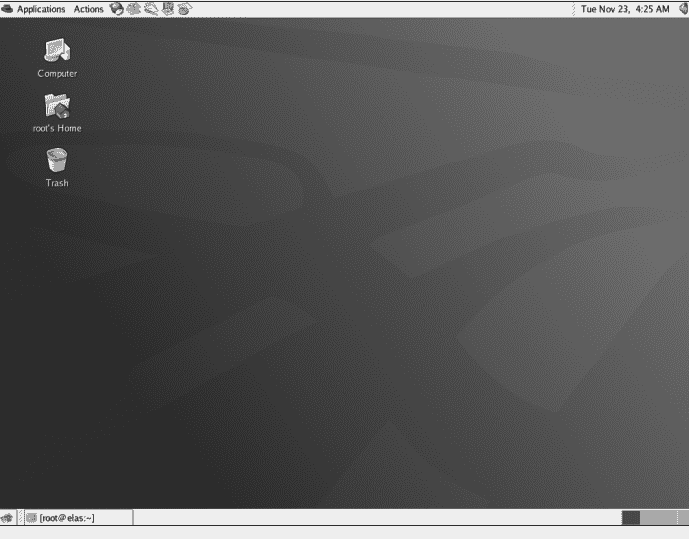 Applications Actions Tue Nov 23, 4:25 AM
Computer
root's Home
Trash
[root@elas:~]